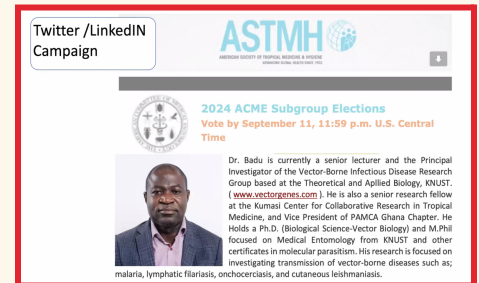 Twitter /LinkedIN
Campaign
ASTMH
AMERICAN SOCIETY OF TROPICAL MEDICINE & HYGIENE
ADVANCING GLOBAL HEALTH SINCE 1903
2024 ACME Subgroup Elections
Vote by September 11, 11:59 p.m. U.S. Central
Time
Dr. Badu is currently a senior lecturer and the Principal
Investigator of the Vector-Borne Infectious Disease Research
Group based at the Theoretical and Apllied Biology, KNUST.
( www.vectorgenes.com ). He is also a senior research fellow
at the Kumasi Center for Collaborative Research in Tropical
Medicine, and Vice President of PAMCA Ghana Chapter. He
Holds a Ph.D. (Biological Science-Vector Biology) and M.Phil
focused on Medical Entomology from KNUST and other
certificates in molecular parasitism. His research is focused on
investigating transmission of vector-borne diseases such as;
malaria, lymphatic filariasis, onchocerciasis, and cutaneous leishmaniasis.